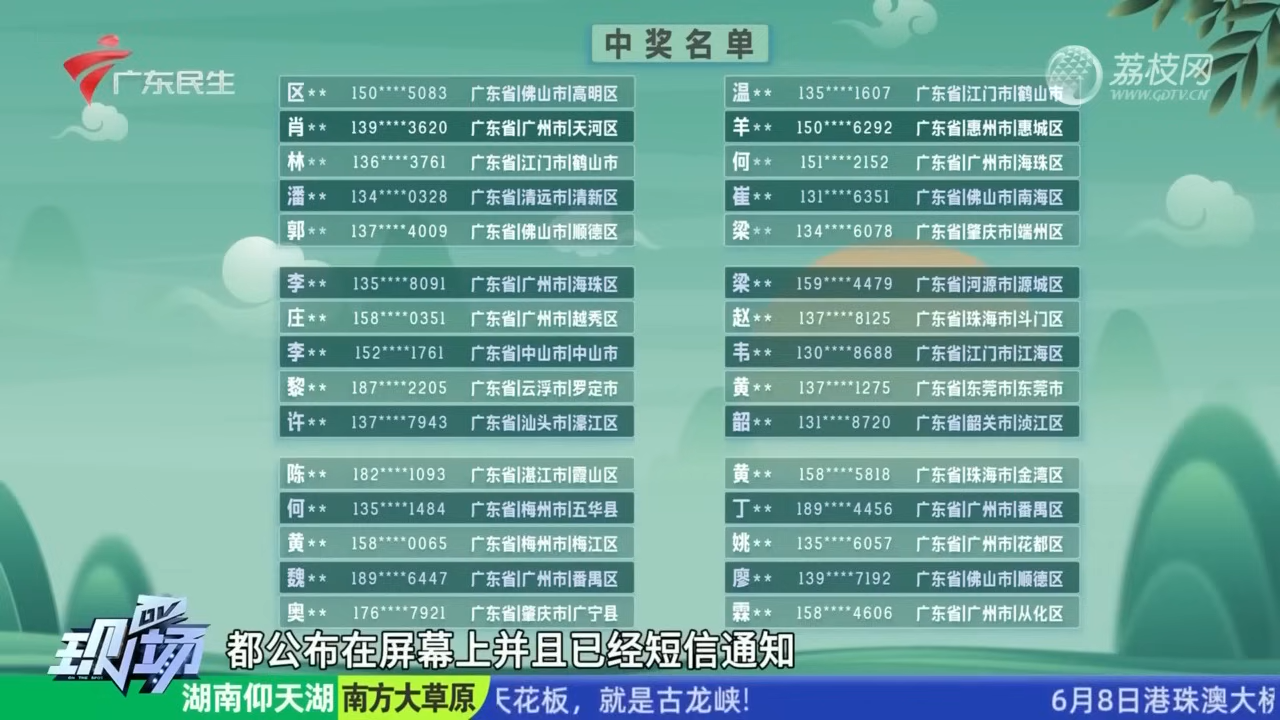 中奖名单
广东民生
荔枝网
WWW.GDTV.CN
区** 150****5083 广东省|佛山市|高明区
肖** 139****3620 广东省|广州市|天河区
林** 136****3761 广东省|江门市|鹤山市
潘** 134****0328 广东省|清远市|清新区
郭** 137****4009 广东省|佛山市|顺德区
李** 135****8091 广东省|广州市|海珠区
庄** 158****0351 广东省|广州市|越秀区
李** 152****1761 广东省|中山市|中山市
黎** 187****2205 广东省|云浮市|罗定市
许** 137****7943 广东省|汕头市|濠江区
陈** 182****1093 广东省|湛江市|霞山区
何** 135****1484 广东省|梅州市|五华县
黄** 158****0065 广东省|梅州市|梅江区
魏** 189****6447 广东省|广州市|番禺区
奥** 176****7921 广东省|肇庆市|广宁县
温** 135****1607 广东省|江门市|鹤山市
羊** 150****6292 广东省|惠州市|惠城区
何** 151****2152 广东省|广州市|海珠区
崔** 131****6351 广东省|佛山市|南海区
梁** 134****6078 广东省|肇庆市|端州区
梁** 159****4479 广东省|河源市|源城区
赵** 137****8125 广东省|珠海市|斗门区
韦** 130****8688 广东省|江门市|江海区
黄** 137****1275 广东省|东莞市|东莞市
韶** 131****8720 广东省|韶关市|浈江区
黄** 158****5818 广东省|珠海市|金湾区
丁** 189****4456 广东省|广州市|番禺区
姚** 135****6057 广东省|广州市|花都区
廖** 139****7192 广东省|佛山市|顺德区
霖** 158****4606 广东省|广州市|从化区
DV现场
都公布在屏幕上并且已经短信通知
湖南仰天湖 南方大草原 天花板，就是古龙峡! 6月8日港珠澳大桥